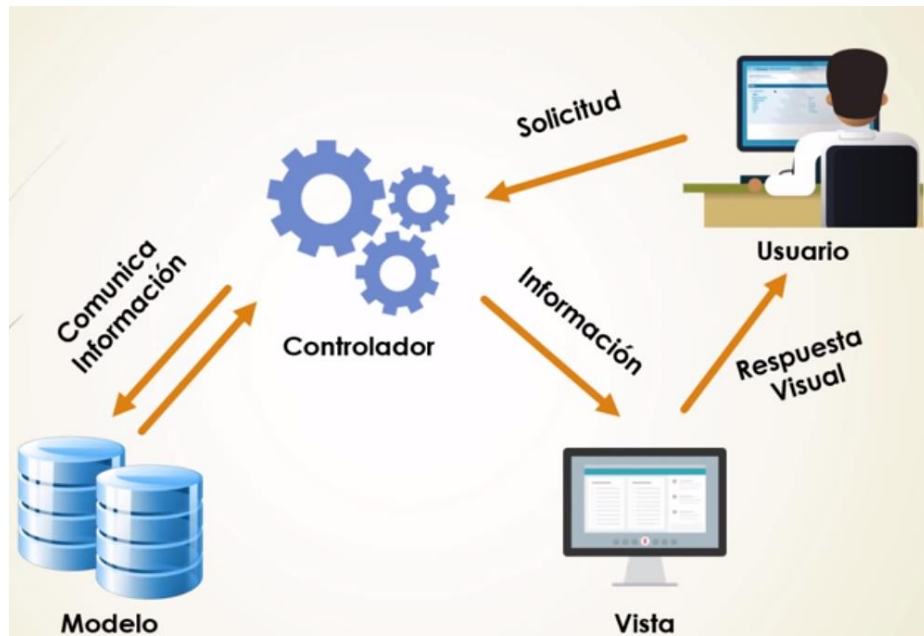 Solicitud
Usuario
Comunica
Información
Controlador
Información
Respuesta
Visual
Modelo
Vista